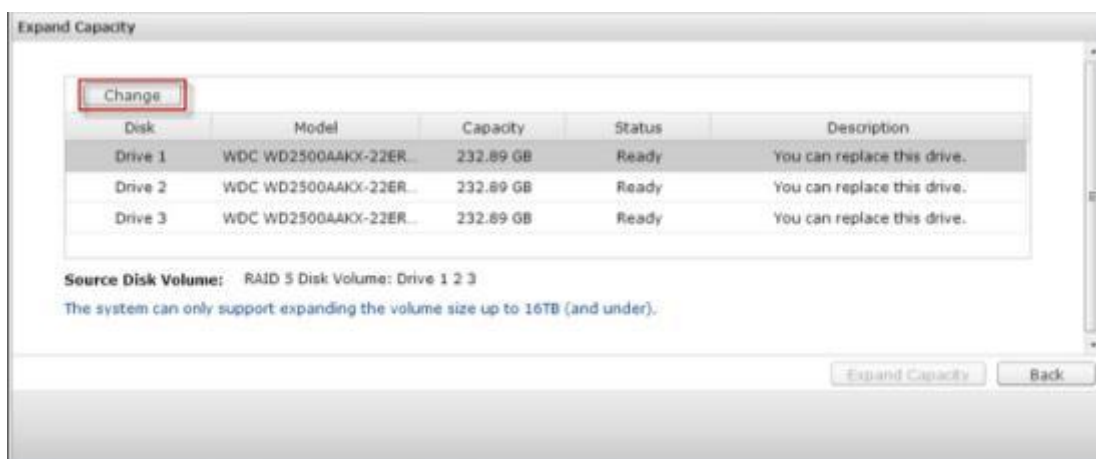 Expand Capacity
Change
Disk Model Capacity Status Description
Drive 1 WDC WD2500AAKX-22ER... 232.89 GB Ready You can replace this drive.
Drive 2 WDC WD2500AAKX-22ER... 232.89 GB Ready You can replace this drive.
Drive 3 WDC WD2500AAKX-22ER... 232.89 GB Ready You can replace this drive.
Source Disk Volume: RAID 5 Disk Volume: Drive 1 2 3
The system can only support expanding the volume size up to 16TB (and under).
Expand Capacity Back